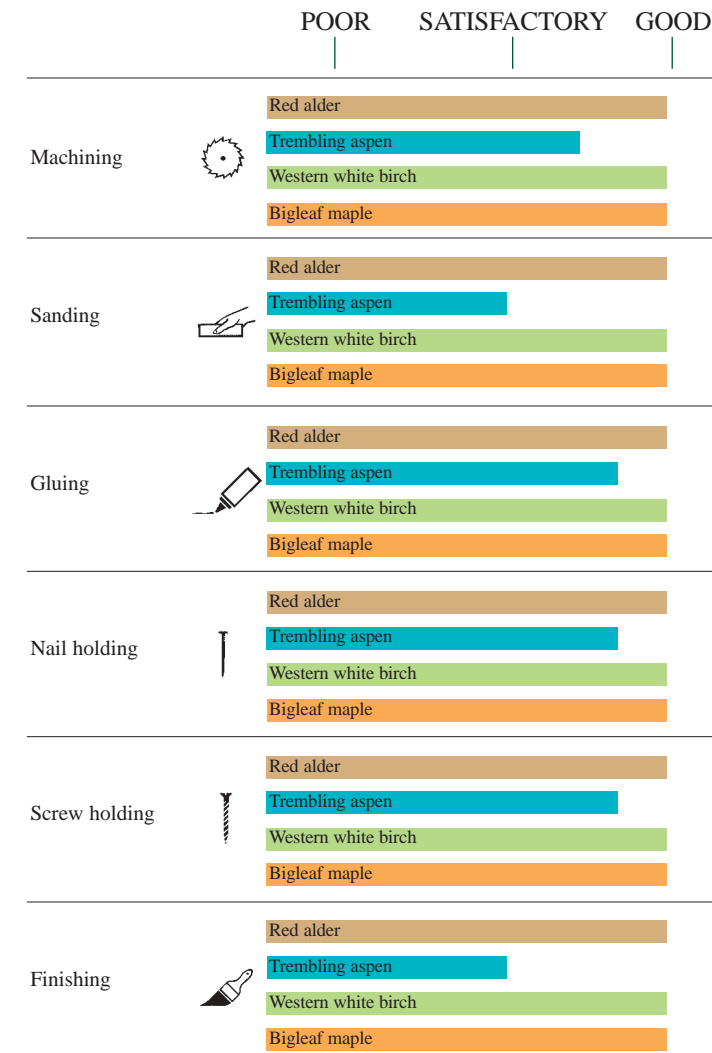 POOR SATISFACTORY GOOD
Machining
Red alder
Trembling aspen
Western white birch
Bigleaf maple
Sanding
Red alder
Trembling aspen
Western white birch
Bigleaf maple
Gluing
Red alder
Trembling aspen
Western white birch
Bigleaf maple
Nail holding
Red alder
Trembling aspen
Western white birch
Bigleaf maple
Screw holding
Red alder
Trembling aspen
Western white birch
Bigleaf maple
Finishing
Red alder
Trembling aspen
Western white birch
Bigleaf maple